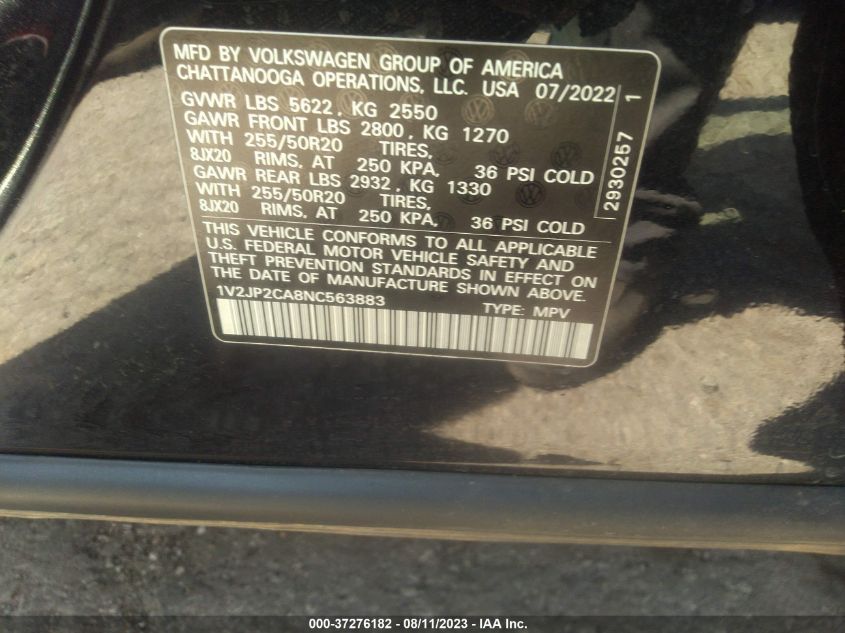 MFD BY VOLKSWAGEN GROUP OF AMERICA
CHATTANOOGA OPERATIONS, LLC. USA 07/2022
GVWR LBS 5622, KG 2550
GAWR FRONT LBS 2800, KG 1270
WITH 255/50R20 TIRES,
8JX20 RIMS, AT 250 KPA, 36 PSI COLD
GAWR REAR LBS 2932, KG 1330
WITH 255/50R20 TIRES,
8JX20 RIMS, AT 250 KPA, 36 PSI COLD
2930257 1
THIS VEHICLE CONFORMS TO ALL APPLICABLE
U.S. FEDERAL MOTOR VEHICLE SAFETY AND
THEFT PREVENTION STANDARDS IN EFFECT ON
THE DATE OF MANUFACTURE SHOWN ABOVE.
1V2JP2CA8NC563883 TYPE: MPV
000-37276182 - 08/11/2023 - IAA Inc.